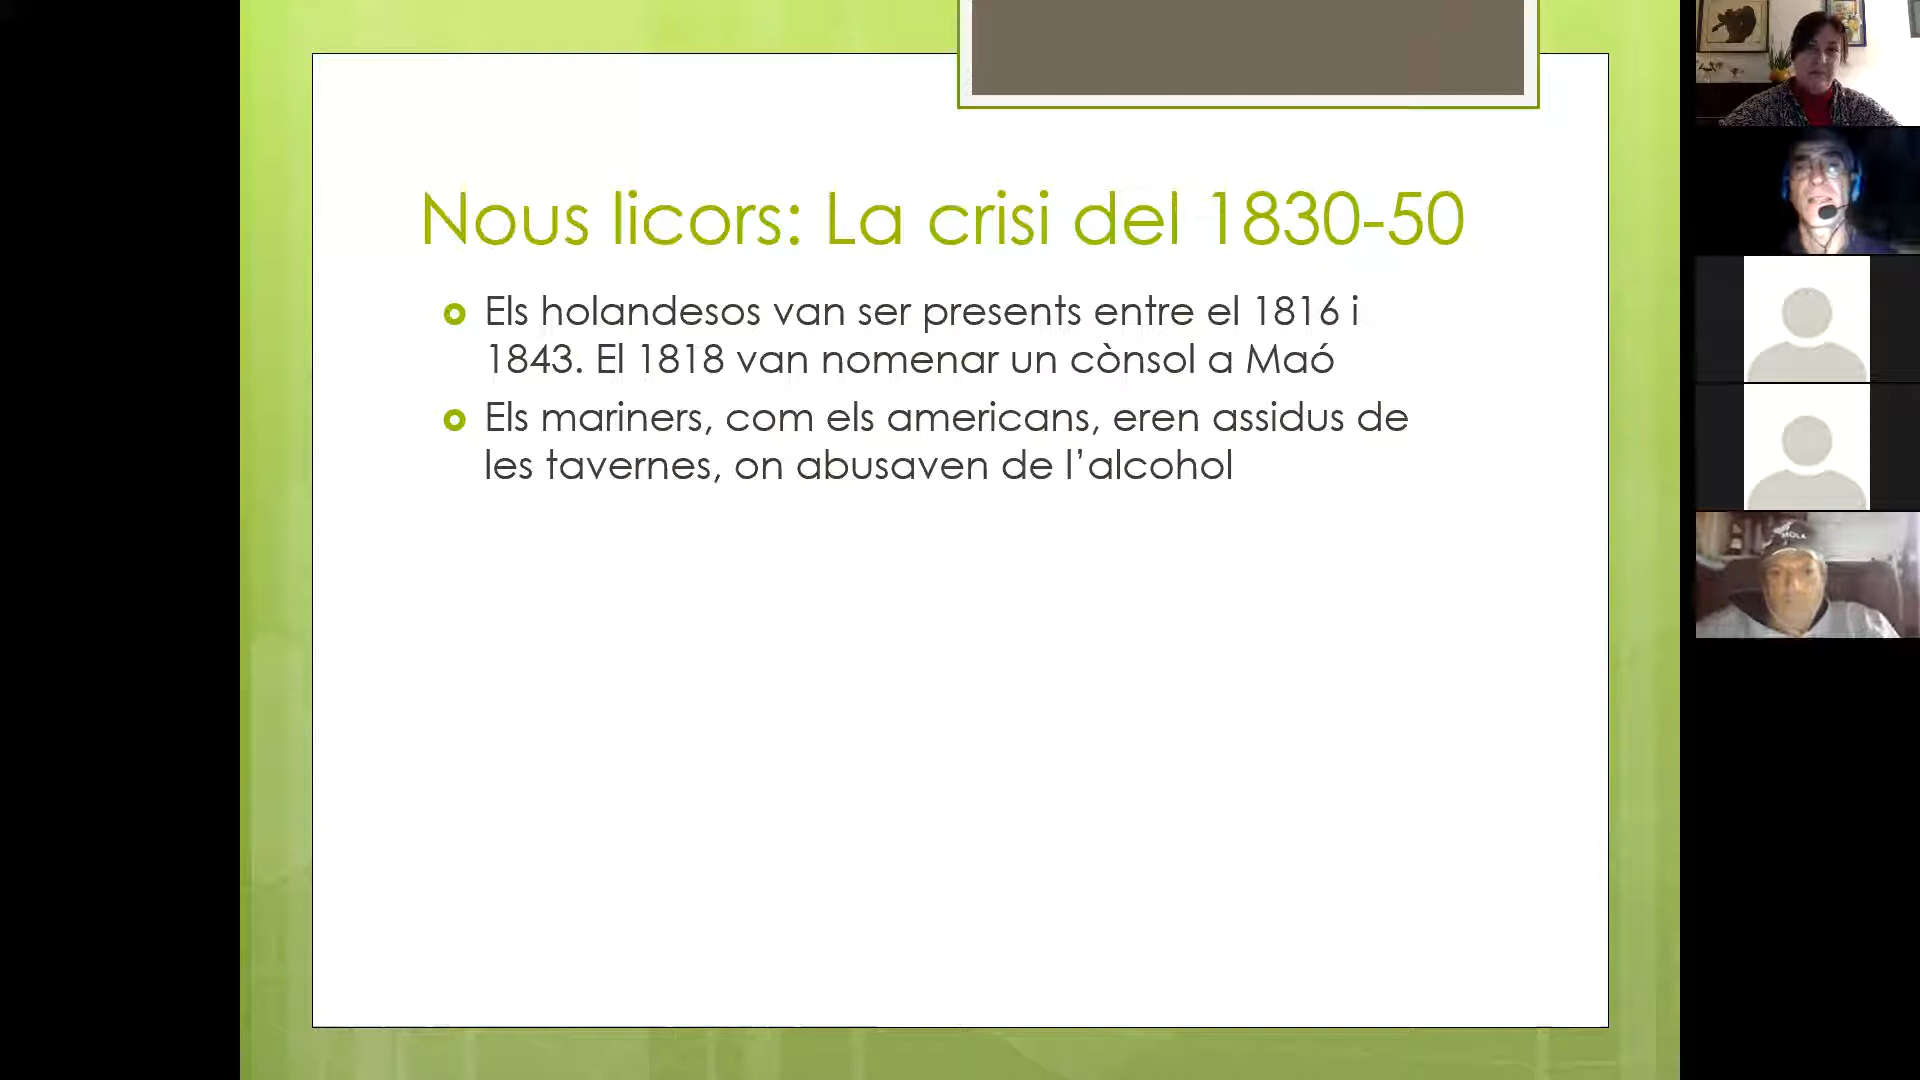 Nous licors: La crisi del 1830-50
Els holandesos van ser presents entre el 1816 i
1843. El 1818 van nomenar un cònsol a Maó
Els mariners, com els americans, eren assidus de
les tavernes, on abusaven de l’alcohol